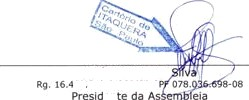 Cartório de
ITAQUERA
São Paulo
Silva
Rg. 16.4 PF 078.036.698-08
Presid te da Assembleia